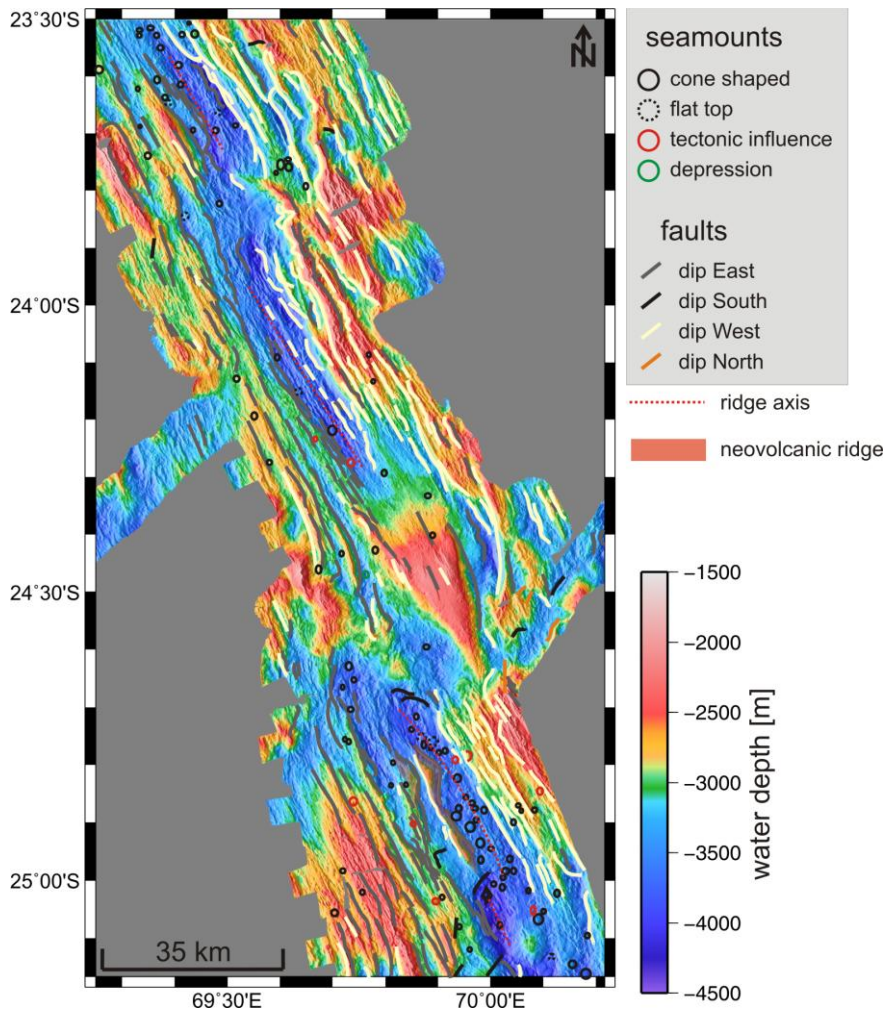 23˚30'S
24˚00'S
24˚30'S
25˚00'S
69˚30'E
70˚00'E
N
35 km
seamounts
cone shaped
flat top
tectonic influence
depression
faults
dip East
dip South
dip West
dip North
ridge axis
neovolcanic ridge
−1500
−2000
−2500
−3000
−3500
−4000
−4500
water depth [m]